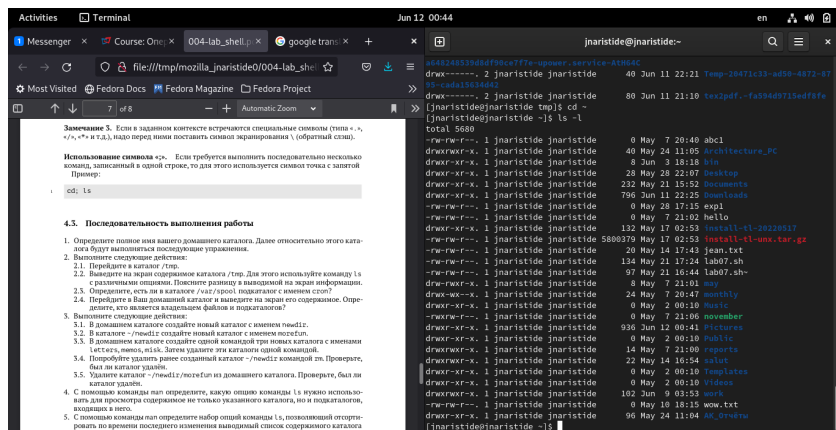 Activities
Terminal
Jun 12 00:44
en
Messenger
Course: One
004-lab_shell.p
google transl
file:///tmp/mozilla_jnaristide0/004-lab_shel
Most Visited
Fedora Docs
Fedora Magazine
Fedora Project
7 of 8
Automatic Zoom
Замечание 3. Если в заданном контексте встречаются специальные символы (типа «.»,
«/», «*» и т.д.), надо перед ними поставить символ экранирования \ (обратный слэш).
Использование символа «;». Если требуется выполнить последовательно несколько
команд, записанный в одной строке, то для этого используется символ точка с запятой
Пример:
1 cd; ls
4.3. Последовательность выполнения работы
1. Определите полное имя вашего домашнего каталога. Далее относительно этого ката-
лога будут выполняться последующие упражнения.
2. Выполните следующие действия:
2.1. Перейдите в каталог /tmp.
2.2. Выведите на экран содержимое каталога /tmp. Для этого используйте команду ls
с различными опциями. Поясните разницу в выводимой на экран информации.
2.3. Определите, есть ли в каталоге /var/spool подкаталог с именем cron?
2.4. Перейдите в Ваш домашний каталог и выведите на экран его содержимое. Опре-
делите, кто является владельцем файлов и подкаталогов?
3. Выполните следующие действия:
3.1. В домашнем каталоге создайте новый каталог с именем newdir.
3.2. В каталоге ~/newdir создайте новый каталог с именем morefun.
3.3. В домашнем каталоге создайте одной командой три новых каталога с именами
letters, memos, misk. Затем удалите эти каталоги одной командой.
3.4. Попробуйте удалить ранее созданный каталог ~/newdir командой rm. Проверьте,
был ли каталог удалён.
3.5. Удалите каталог ~/newdir/morefun из домашнего каталога. Проверьте, был ли
каталог удалён.
4. С помощью команды man определите, какую опцию команды ls нужно использо-
вать для просмотра содержимое не только указанного каталога, но и подкаталогов,
входящих в него.
5. С помощью команды man определите набор опций команды ls, позволяющий отсорти-
ровать по времени последнего изменения выводимый список содержимого каталога
jnaristide@jnaristide:~
drwx------. 2 jnaristide jnaristide 40 Jun 11 22:21
drwx------. 2 jnaristide jnaristide 80 Jun 11 21:10
[jnaristide@jnaristide tmp]$ cd ~
[jnaristide@jnaristide ~]$ ls -l
total 5680
-rw-rw-r--. 1 jnaristide jnaristide 0 May 7 20:40 abc1
drwxrwxr-x. 1 jnaristide jnaristide 40 May 24 11:05 Architecture_PC
drwxr-xr-x. 1 jnaristide jnaristide 8 Jun 3 18:18 bin
drwxr-xr-x. 1 jnaristide jnaristide 28 May 28 22:07 Desktop
drwxr-xr-x. 1 jnaristide jnaristide 232 May 21 15:52 Documents
drwxr-xr-x. 1 jnaristide jnaristide 796 Jun 11 22:25 Downloads
-rw-rw-r--. 1 jnaristide jnaristide 0 May 28 17:15 exp1
-rw-rw-r--. 1 jnaristide jnaristide 0 May 7 21:02 hello
drwxr-xr-x. 1 jnaristide jnaristide 132 May 17 02:53 install-tl-20220517
-rw-rw-r--. 1 jnaristide jnaristide 5800379 May 17 02:53 install-tl-unx.tar.gz
-rw-rw-r--. 1 jnaristide jnaristide 20 May 14 17:43 jean.txt
-rw-rw-r--. 1 jnaristide jnaristide 134 May 21 17:24 lab07.sh
-rw-rw-r--. 1 jnaristide jnaristide 97 May 21 16:44 lab07.sh~
drwxr--r--. 1 jnaristide jnaristide 8 May 7 21:01 may
drwx-wx--x. 1 jnaristide jnaristide 24 May 7 20:47 monthly
drwxr-xr-x. 1 jnaristide jnaristide 0 May 2 00:10 Music
-rwxrw-r--. 1 jnaristide jnaristide 0 May 7 21:06 november
drwxr-xr-x. 1 jnaristide jnaristide 936 Jun 12 00:41 Pictures
drwxr-xr-x. 1 jnaristide jnaristide 0 May 2 00:10 Public
drwxrwxr-x. 1 jnaristide jnaristide 14 May 7 21:00 reports
drwxrwxr-x. 1 jnaristide jnaristide 22 May 14 16:54 salut
drwxr-xr-x. 1 jnaristide jnaristide 0 May 2 00:10 Templates
drwxr-xr-x. 1 jnaristide jnaristide 0 May 2 00:10 Videos
drwxrwxr-x. 1 jnaristide jnaristide 102 Jun 9 03:53 work
-rw-rw-r--. 1 jnaristide jnaristide 0 May 10 18:15 wow.txt
drwxrwxr-x. 1 jnaristide jnaristide 96 May 24 11:04 АК_Отчёты
[jnaristide@jnaristide ~]$